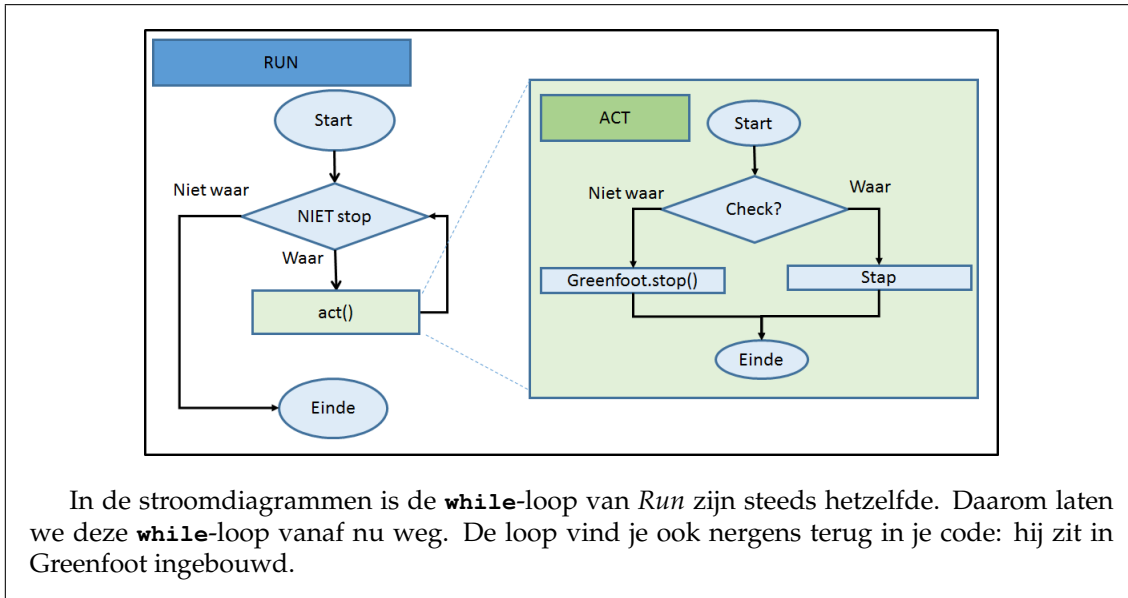 RUN
Start
Niet waar
NIET stop
Waar
act()
Einde
ACT
Start
Niet waar
Waar
Check?
Greenfoot.stop()
Stap
Einde
In de stroomdiagrammen is de while-loop van Run zijn steeds hetzelfde. Daarom laten
we deze while-loop vanaf nu weg. De loop vind je ook nergens terug in je code: hij zit in
Greenfoot ingebouwd.